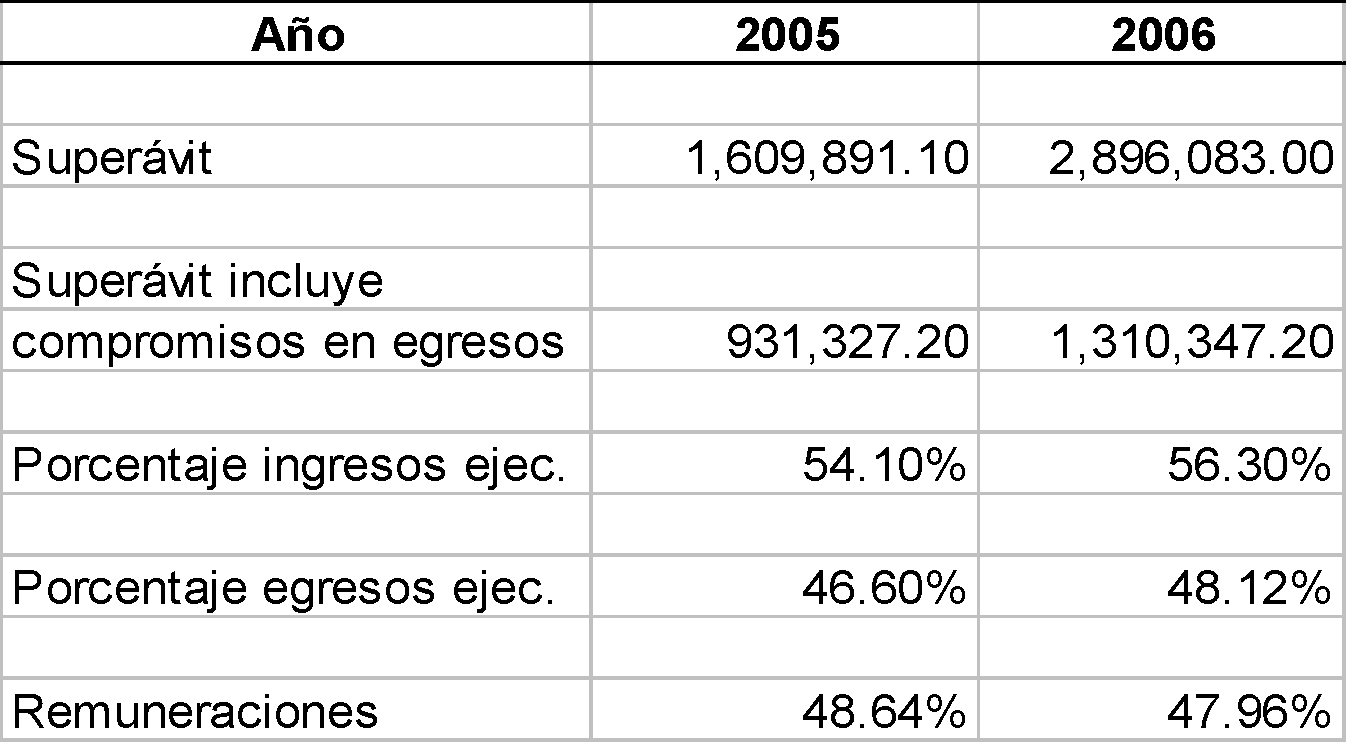 Año 2005 2006
Superávit 1,609,891.10 2,896,083.00
Superávit incluye
compromisos en egresos 931,327.20 1,310,347.20
Porcentaje ingresos ejec. 54.10% 56.30%
Porcentaje egresos ejec. 46.60% 48.12%
Remuneraciones 48.64% 47.96%